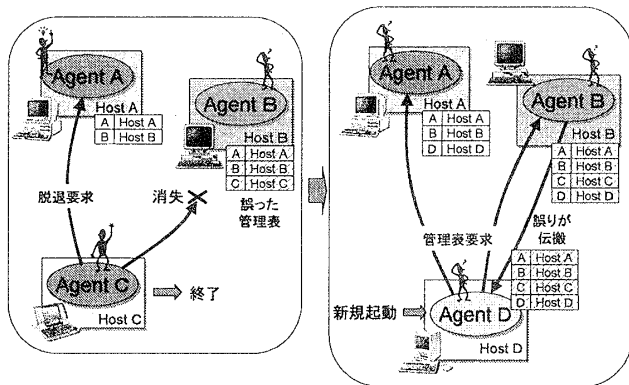 Agent A
Host A
A Host A
B Host B
Agent B
Host B
A Host A
B Host B
C Host C
誤った
管理表
脱退要求
消失
Agent C
Host C
終了
Agent A
Host A
A Host A
B Host B
D Host D
Agent B
Host B
A Host A
B Host B
C Host C
D Host D
管理表要求
誤りが
伝搬
A Host A
B Host B
C Host C
D Host D
新規起動
Agent D
Host D